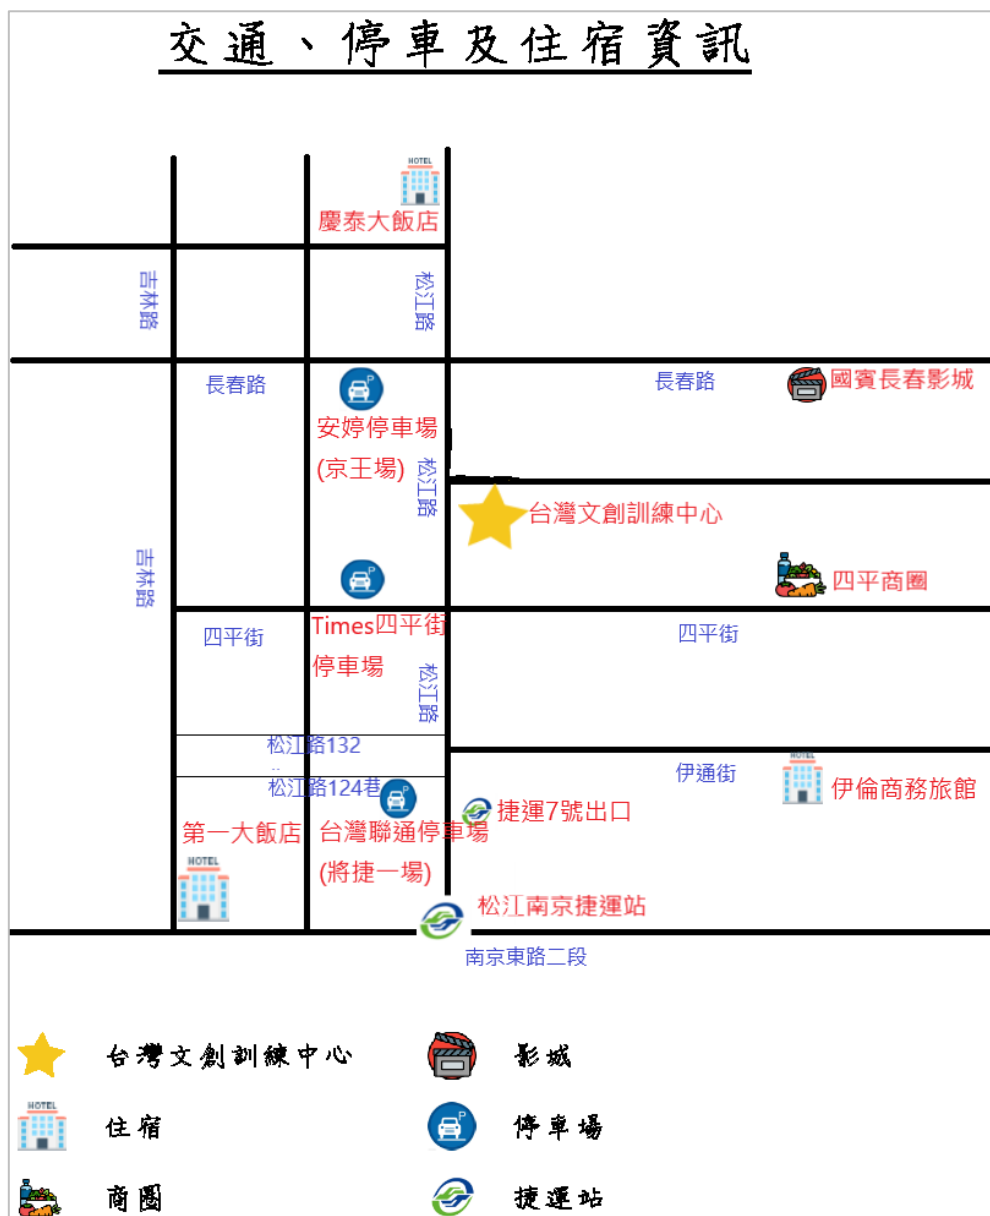 交通、停車及住宿資訊
HOTEL
慶泰大飯店
吉林路
松江路
長春路
長春路
國賓長春影城
安婷停車場
(京王場)
松江路
台灣文創訓練中心
吉林路
四平商圈
四平街
Times四平街
停車場
四平街
松江路
松江路132
伊通街
HOTEL
伊倫商務旅館
松江路124巷
捷運7號出口
第一大飯店
台灣聯通停車場
(將捷一場)
HOTEL
松江南京捷運站
南京東路二段
台灣文創訓練中心
影城
HOTEL
住宿
停車場
商圈
捷運站